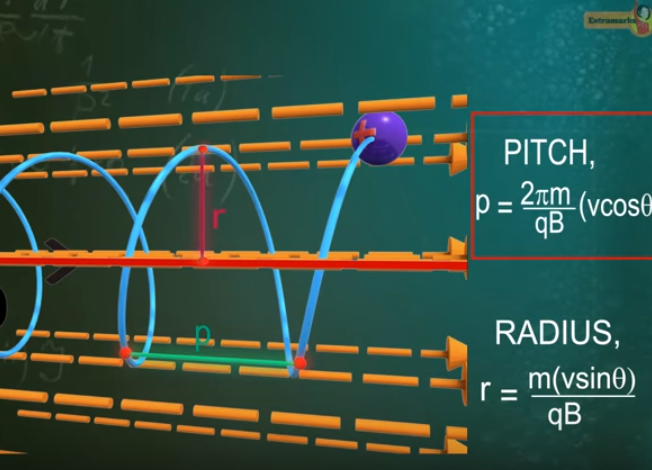 Extramarks
PITCH,
p = 2πm/qB (vcosθ
r
p
RADIUS,
r = m(vsinθ)/qB
+